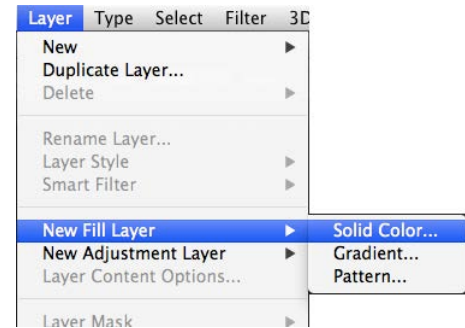 Layer Type Select Filter 3D
New
Duplicate Layer...
Delete
Rename Layer...
Layer Style
Smart Filter
New Fill Layer
Solid Color...
New Adjustment Layer
Gradient...
Layer Content Options...
Pattern...
Layer Mask